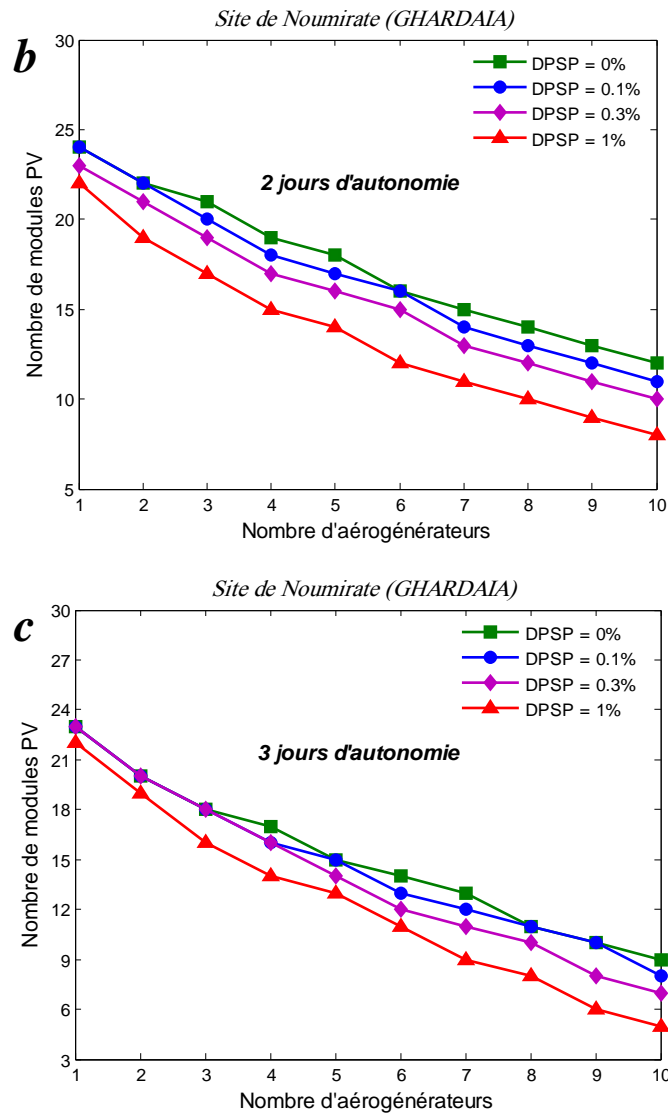 Site de Noumirate (GHARDAIA)
b
30
25
20
15
10
5
DPSP = 0%
DPSP = 0.1%
DPSP = 0.3%
DPSP = 1%
2 jours d'autonomie
Nombre de modules PV
1 2 3 4 5 6 7 8 9 10
Nombre d'aérogénérateurs
Site de Noumirate (GHARDAIA)
c
30
27
24
21
18
15
12
9
6
3
DPSP = 0%
DPSP = 0.1%
DPSP = 0.3%
DPSP = 1%
3 jours d'autonomie
Nombre de modules PV
1 2 3 4 5 6 7 8 9 10
Nombre d'aérogénérateurs